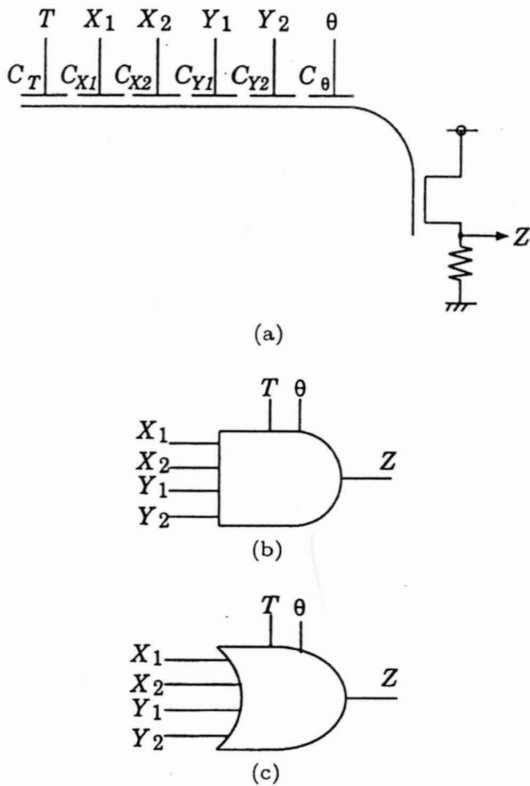 T X1 X2 Y1 Y2 θ
CT CX1 CX2 CY1 CY2 Cθ
Z
(a)
T θ
X1
X2
Y1
Y2
Z
(b)
T θ
X1
X2
Y1
Y2
Z
(c)